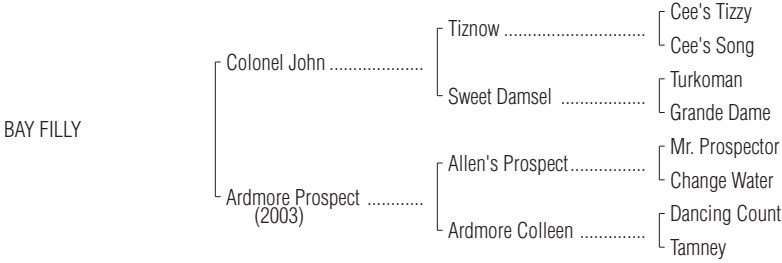 Cee's Tizzy
Tiznow ..............................
Cee's Song
Colonel John ....................
Turkoman
Sweet Damsel ..................
Grande Dame
BAY FILLY
Mr. Prospector
Allen's Prospect................
Change Water
Ardmore Prospect ............
(2003)
Dancing Count
Ardmore Colleen ..............
Tamney